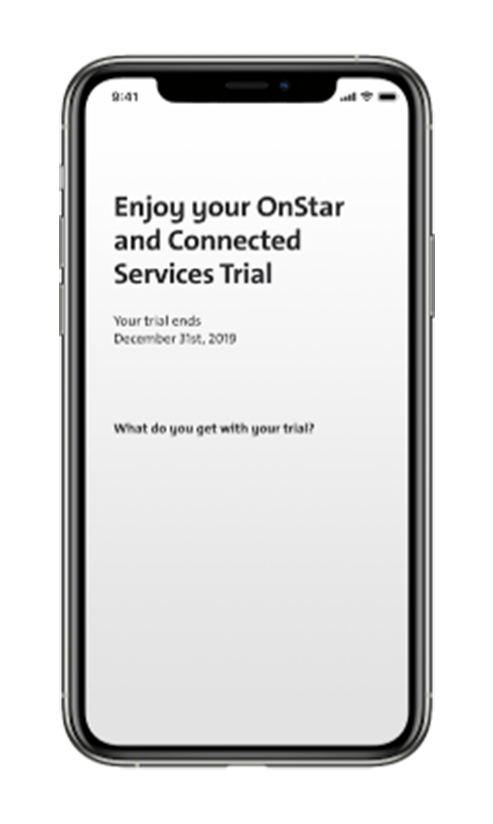 9:41
Enjoy your OnStar
and Connected
Services Trial
Your trial ends
December 31st, 2019
What do you get with your trial?